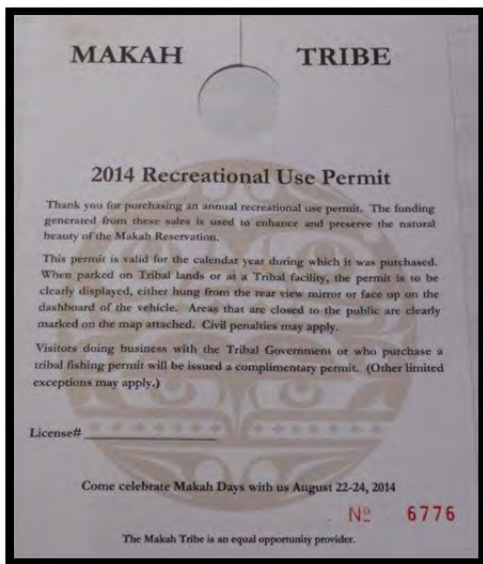 MAKAH TRIBE
2014 Recreational Use Permit
Thank you for purchasing an annual recreational use permit. The funding
generated from these sales is used to enhance and preserve the natural
beauty of the Makah Reservation.
This permit is valid for the calendar year during which it was purchased.
When parked on Tribal lands or at a Tribal facility, the permit is to be
clearly displayed, either hung from the rear view mirror or face up on the
dashboard of the vehicle. Areas that are closed to the public are clearly
marked on the map attached. Civil penalties may apply.
Visitors doing business with the Tribal Government or who purchase a
tribal fishing permit will be issued a complimentary permit. (Other limited
exceptions may apply.)
License# ____________________
Come celebrate Makah Days with us August 22-24, 2014
Nº 6776
The Makah Tribe is an equal opportunity provider.